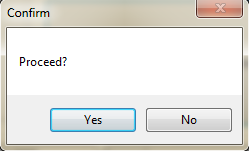 Confirm
Proceed?
Yes
No